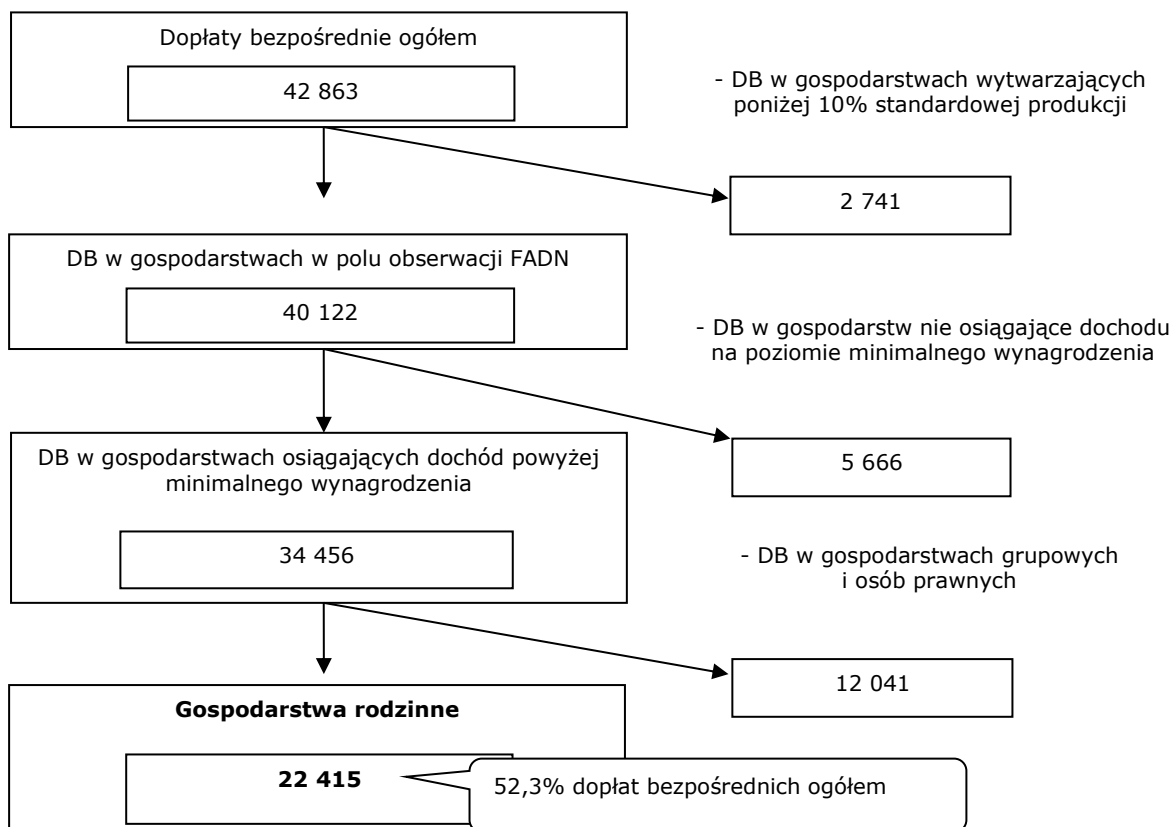 Dopłaty bezpośrednie ogółem
42 863
- DB w gospodarstwach wytwarzających
poniżej 10% standardowej produkcji
2 741
DB w gospodarstwach w polu obserwacji FADN
40 122
- DB w gospodarstw nie osiągające dochodu
na poziomie minimalnego wynagrodzenia
5 666
DB w gospodarstwach osiągających dochód powyżej
minimalnego wynagrodzenia
34 456
- DB w gospodarstwach grupowych
i osób prawnych
12 041
Gospodarstwa rodzinne
22 415
52,3% dopłat bezpośrednich ogółem